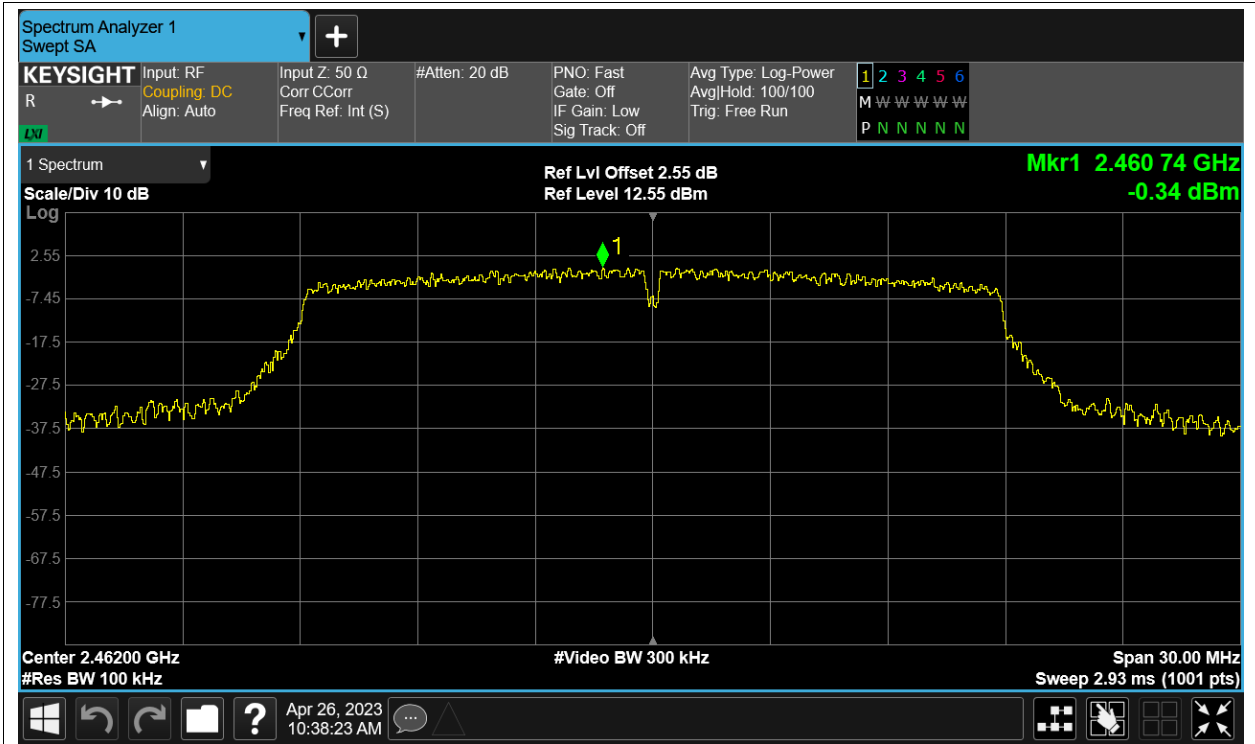 Spectrum Analyzer 1
Swept SA
KEYSIGHT
R
LXI
Input: RF
Coupling: DC
Align: Auto
Input Z: 50 Ω
Corr CCorr
Freq Ref: Int (S)
#Atten: 20 dB
PNO: Fast
Gate: Off
IF Gain: Low
Sig Track: Off
Avg Type: Log-Power
Avg|Hold: 100/100
Trig: Free Run
1 2 3 4 5 6
M W W W W W
P N N N N N
1 Spectrum
Scale/Div 10 dB
Log
Ref Lvl Offset 2.55 dB
Ref Level 12.55 dBm
Mkr1 2.460 74 GHz
-0.34 dBm
1
2.55
-7.45
-17.5
-27.5
-37.5
-47.5
-57.5
-67.5
-77.5
Center 2.46200 GHz
#Res BW 100 kHz
#Video BW 300 kHz
Span 30.00 MHz
Sweep 2.93 ms (1001 pts)
?
Apr 26, 2023
10:38:23 AM